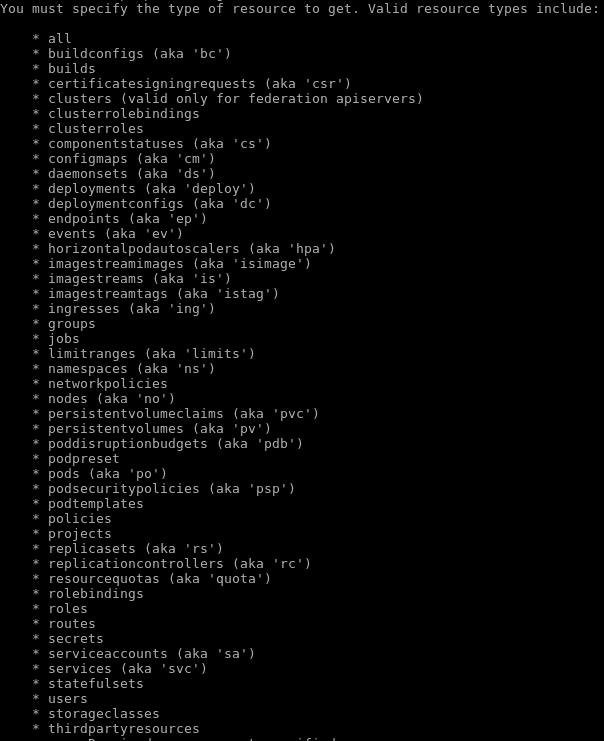 You must specify the type of resource to get. Valid resource types include:
* all
* buildconfigs (aka 'bc')
* builds
* certificatesigningrequests (aka 'csr')
* clusters (valid only for federation apiservers)
* clusterrolebindings
* clusterroles
* componentstatuses (aka 'cs')
* configmaps (aka 'cm')
* daemonsets (aka 'ds')
* deployments (aka 'deploy')
* deploymentconfigs (aka 'dc')
* endpoints (aka 'ep')
* events (aka 'ev')
* horizontalpodautoscalers (aka 'hpa')
* imagestreamimages (aka 'isimage')
* imagestreams (aka 'is')
* imagestreamtags (aka 'istag')
* ingresses (aka 'ing')
* groups
* jobs
* limitranges (aka 'limits')
* namespaces (aka 'ns')
* networkpolicies
* nodes (aka 'no')
* persistentvolumeclaims (aka 'pvc')
* persistentvolumes (aka 'pv')
* poddisruptionbudgets (aka 'pdb')
* podpreset
* pods (aka 'po')
* podsecuritypolicies (aka 'psp')
* podtemplates
* policies
* projects
* replicasets (aka 'rs')
* replicationcontrollers (aka 'rc')
* resourcequotas (aka 'quota')
* rolebindings
* roles
* routes
* secrets
* serviceaccounts (aka 'sa')
* services (aka 'svc')
* statefulsets
* users
* storageclasses
* thirdpartyresources